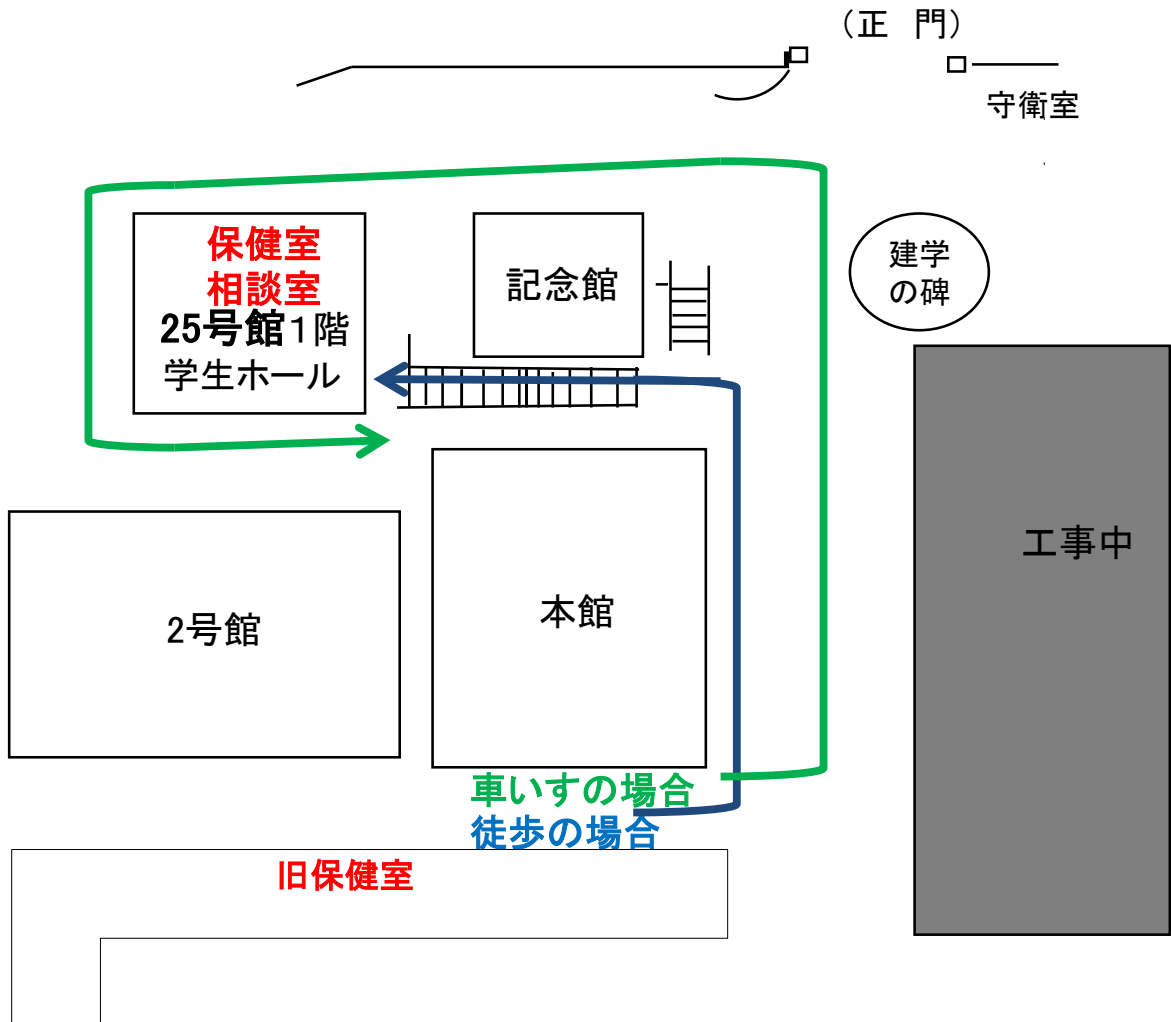 （正　門）
守衛室
保健室
相談室
25号館１階
学生ホール
記念館
建学
の碑
工事中
2号館
本館
車いすの場合
徒歩の場合
旧保健室